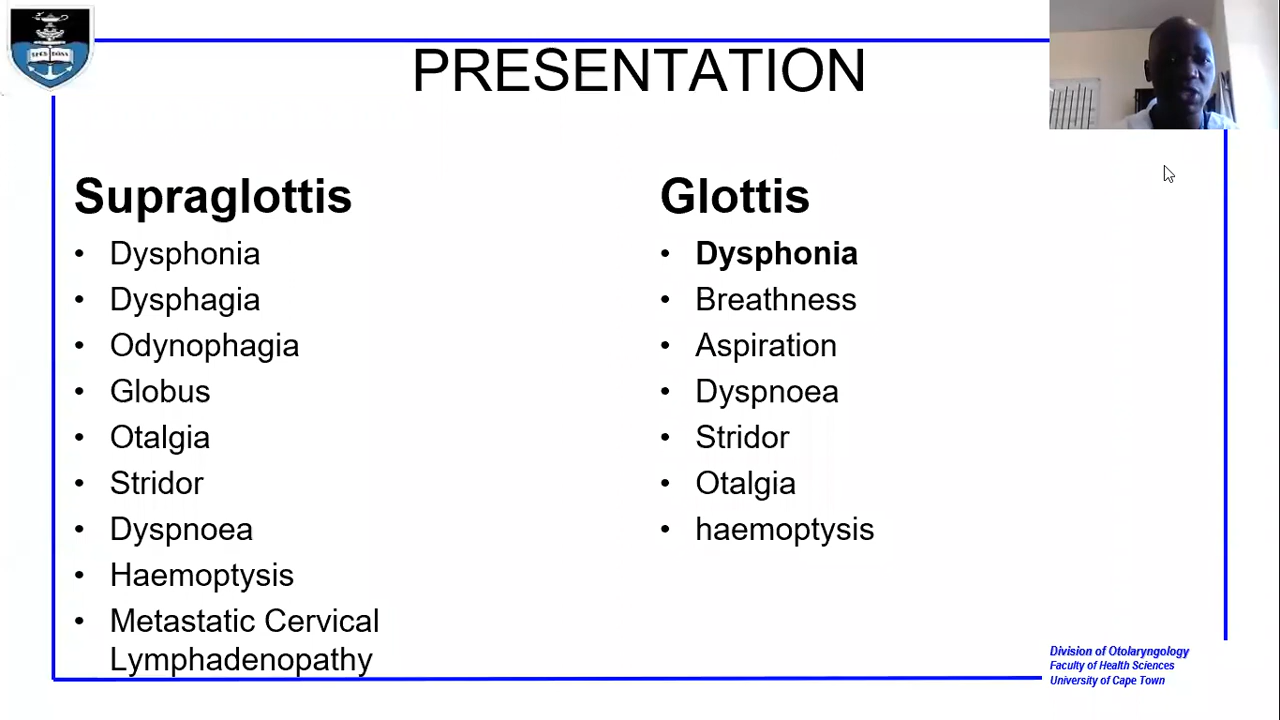 PRESENTATION
Supraglottis
• Dysphonia
• Dysphagia
• Odynophagia
• Globus
• Otalgia
• Stridor
• Dyspnoea
• Haemoptysis
• Metastatic Cervical
Lymphadenopathy
Glottis
• Dysphonia
• Breathness
• Aspiration
• Dyspnoea
• Stridor
• Otalgia
• haemoptysis
Division of Otolaryngology
Faculty of Health Sciences
University of Cape Town